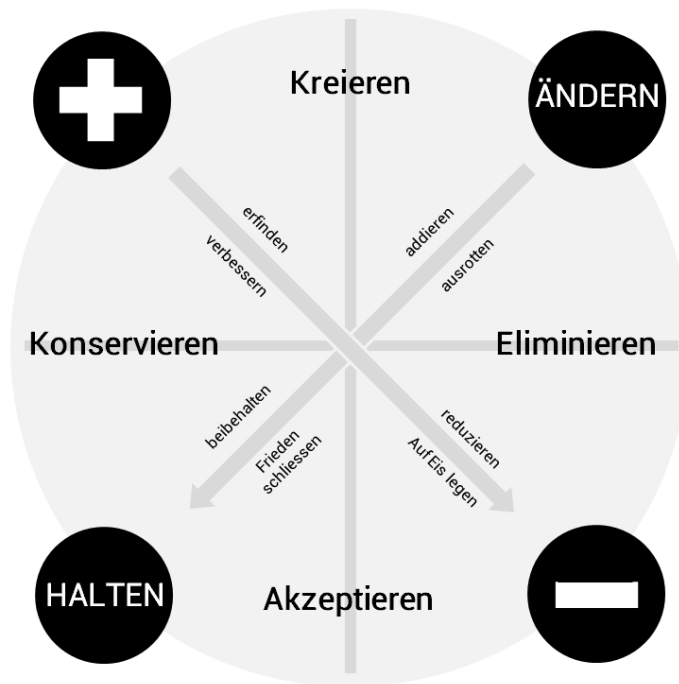 Kreieren
ÄNDERN
erfinden
verbessern
addieren
ausrotten
Konservieren
Eliminieren
beibehalten
Frieden
schliessen
reduzieren
Auf Eis legen
HALTEN
Akzeptieren